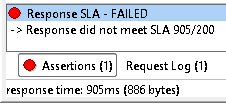 Response SLA - FAILED
-> Response did not meet SLA 905/200
Assertions (1) Request Log (1)
response time: 905ms (886 bytes)